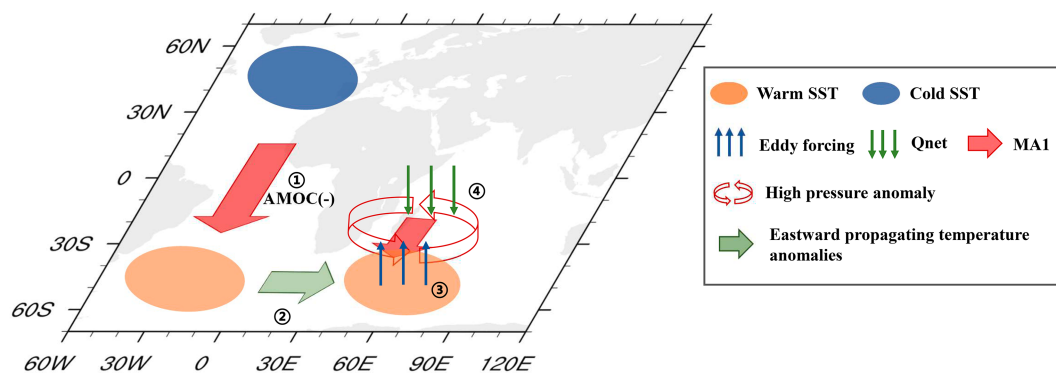 60N
30N
0
30S
60S
60W
30W
0
30E
60E
90E
120E
①
AMOC(-)
②
③
④
Warm SST
Cold SST
Eddy forcing
Qnet
MA1
High pressure anomaly
Eastward propagating temperature
anomalies